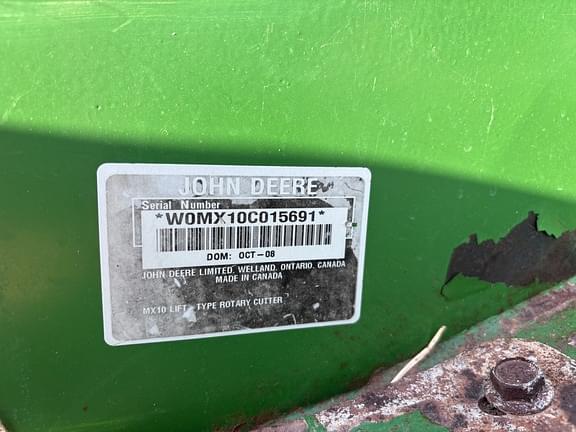 JOHN DEERE
Serial Number
*W0MX10C015691*
DOM: OCT-08
JOHN DEERE LIMITED, WELLAND, ONTARIO, CANADA
MADE IN CANADA
MX10 LIFT - TYPE ROTARY CUTTER